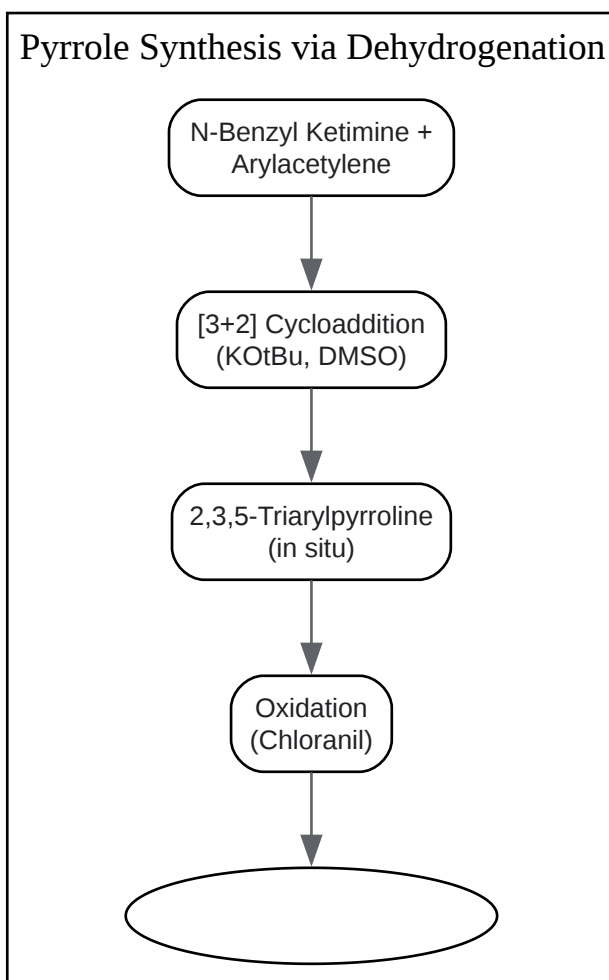 Pyrrole Synthesis via Dehydrogenation
N-Benzyl Ketimine +
Arylacetylene
[3+2] Cycloaddition
(KOtBu, DMSO)
2,3,5-Triarylpyrroline
(in situ)
Oxidation
(Chloranil)